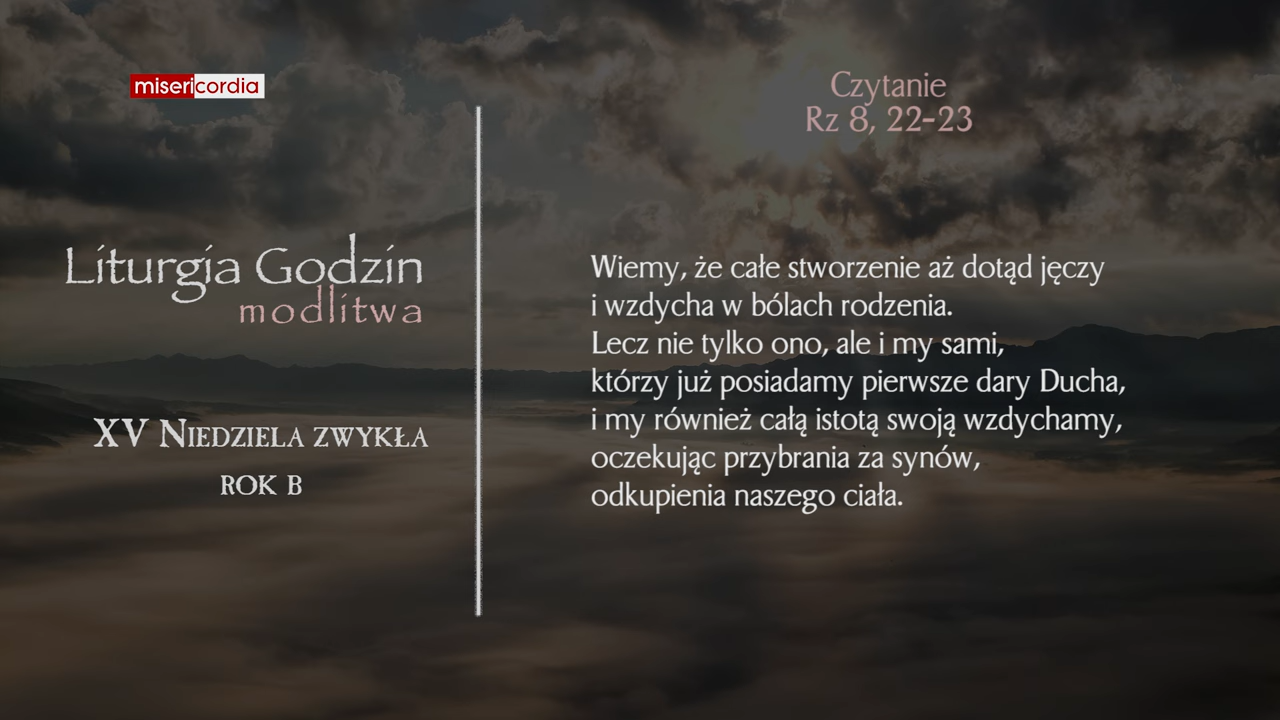 misericordia
Liturgia Godzin
modlitwa
XV Niedziela zwykła
rok B
Czytanie
Rz 8, 22-23
Wiemy, że całe stworzenie aż dotąd jęczy
i wzdycha w bólach rodzenia.
Lecz nie tylko ono, ale i my sami,
którzy już posiadamy pierwsze dary Ducha,
i my również całą istotą swoją wzdychamy,
oczekując przybrania za synów,
odkupienia naszego ciała.